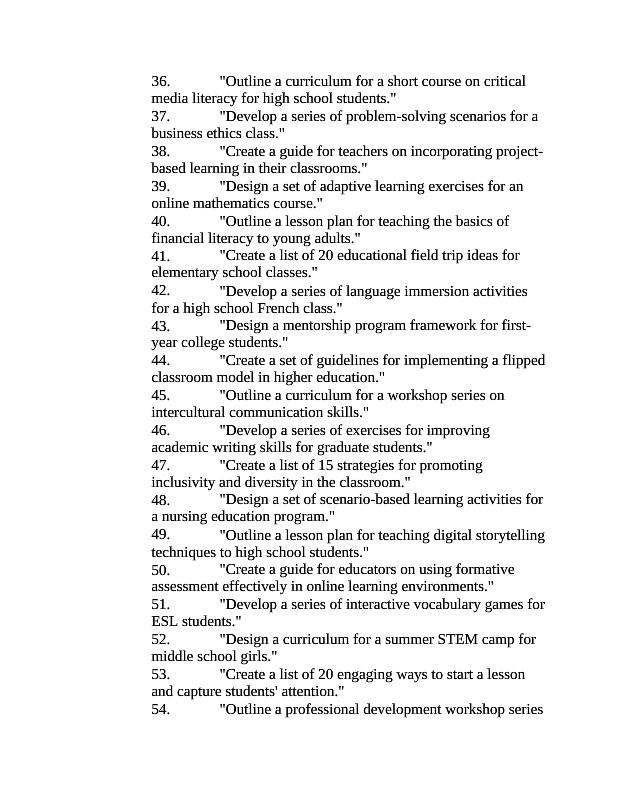 36. "Outline a curriculum for a short course on critical
media literacy for high school students."
37. "Develop a series of problem-solving scenarios for a
business ethics class."
38. "Create a guide for teachers on incorporating project-
based learning in their classrooms."
39. "Design a set of adaptive learning exercises for an
online mathematics course."
40. "Outline a lesson plan for teaching the basics of
financial literacy to young adults."
41. "Create a list of 20 educational field trip ideas for
elementary school classes."
42. "Develop a series of language immersion activities
for a high school French class."
43. "Design a mentorship program framework for first-
year college students."
44. "Create a set of guidelines for implementing a flipped
classroom model in higher education."
45. "Outline a curriculum for a workshop series on
intercultural communication skills."
46. "Develop a series of exercises for improving
academic writing skills for graduate students."
47. "Create a list of 15 strategies for promoting
inclusivity and diversity in the classroom."
48. "Design a set of scenario-based learning activities for
a nursing education program."
49. "Outline a lesson plan for teaching digital storytelling
techniques to high school students."
50. "Create a guide for educators on using formative
assessment effectively in online learning environments."
51. "Develop a series of interactive vocabulary games for
ESL students."
52. "Design a curriculum for a summer STEM camp for
middle school girls."
53. "Create a list of 20 engaging ways to start a lesson
and capture students' attention."
54. "Outline a professional development workshop series